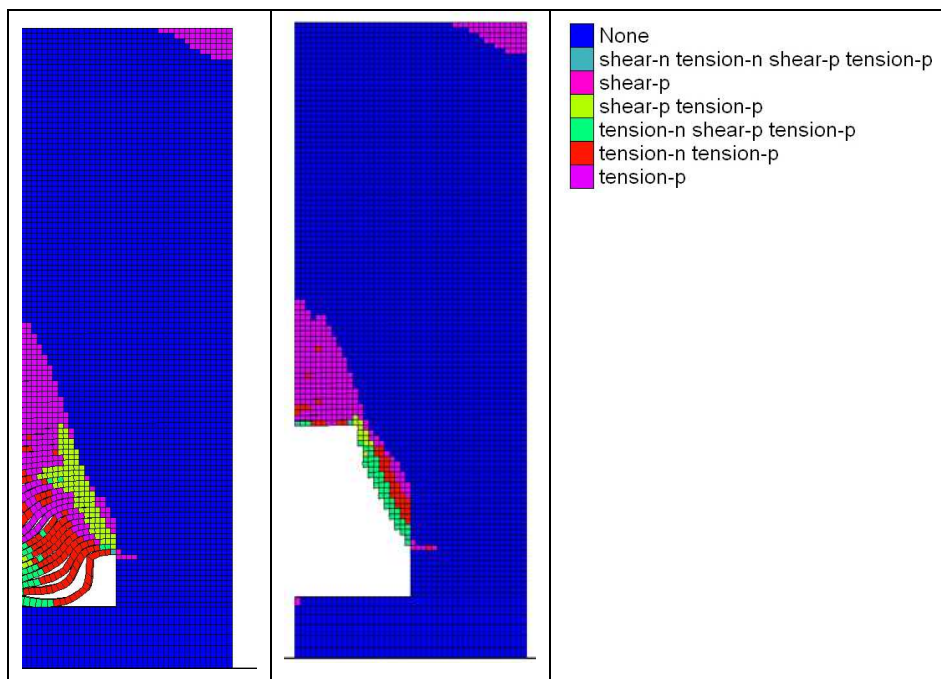 None
shear-n tension-n shear-p tension-p
shear-p
shear-p tension-p
tension-n shear-p tension-p
tension-n tension-p
tension-p